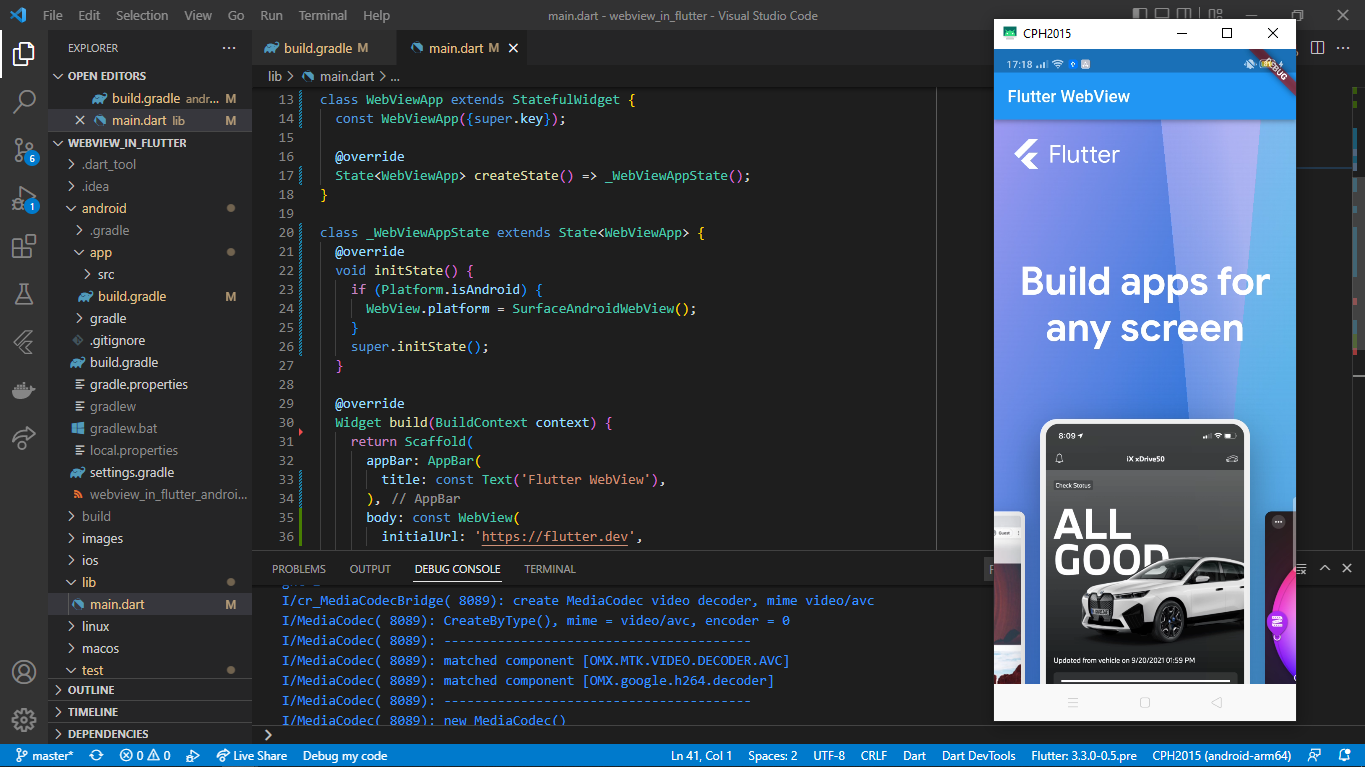 File Edit Selection View Go Run Terminal Help
main.dart - webview_in_flutter - Visual Studio Code
EXPLORER
OPEN EDITORS
build.gradle andr... M
main.dart lib M
WEBVIEW_IN_FLUTTER
.dart_tool
.idea
android
.gradle
app
src
build.gradle M
gradle
.gitignore
build.gradle
gradle.properties
gradlew
gradlew.bat
local.properties
settings.gradle
webview_in_flutter_androi...
build
images
ios
lib
main.dart M
linux
macos
test
OUTLINE
TIMELINE
DEPENDENCIES
6
1
build.gradle M
main.dart M
lib > main.dart > ...
13 class WebViewApp extends StatefulWidget {
14 const WebViewApp({super.key});
15
16 @override
17 State<WebViewApp> createState() => _WebViewAppState();
18 }
19
20 class _WebViewAppState extends State<WebViewApp> {
21 @override
22 void initState() {
23 if (Platform.isAndroid) {
24 WebView.platform = SurfaceAndroidWebView();
25 }
26 super.initState();
27 }
28
29 @override
30 Widget build(BuildContext context) {
31 return Scaffold(
32 appBar: AppBar(
33 title: const Text('Flutter WebView'),
34 ), // AppBar
35 body: const WebView(
36 initialUrl: 'https://flutter.dev',
PROBLEMS OUTPUT DEBUG CONSOLE TERMINAL
I/cr_MediaCodecBridge( 8089): create MediaCodec video decoder, mime video/avc
I/MediaCodec( 8089): CreateByType(), mime = video/avc, encoder = 0
I/MediaCodec( 8089): ---------------------------------------
I/MediaCodec( 8089): matched component [OMX.MTK.VIDEO.DECODER.AVC]
I/MediaCodec( 8089): matched component [OMX.google.h264.decoder]
I/MediaCodec( 8089): ---------------------------------------
I/MediaCodec( 8089): new MediaCodec()
CPH2015
17:18
DEBUG
Flutter WebView
Flutter
Build apps for
any screen
8:09
iX xDrive50
Check Status
ALL
GOOD
Guest
Updated from vehicle on 9/20/2021 01:59 PM
master* 0 0 Live Share Debug my code
Ln 41, Col 1 Spaces: 2 UTF-8 CRLF Dart Dart DevTools Flutter: 3.3.0-0.5.pre CPH2015 (android-arm64)